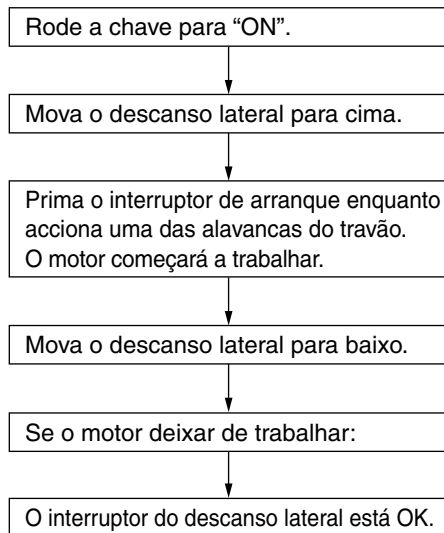 Rode a chave para “ON”.
Mova o descanso lateral para cima.
Prima o interruptor de arranque enquanto
acciona uma das alavancas do travão.
O motor começará a trabalhar.
Mova o descanso lateral para baixo.
Se o motor deixar de trabalhar:
O interruptor do descanso lateral está OK.